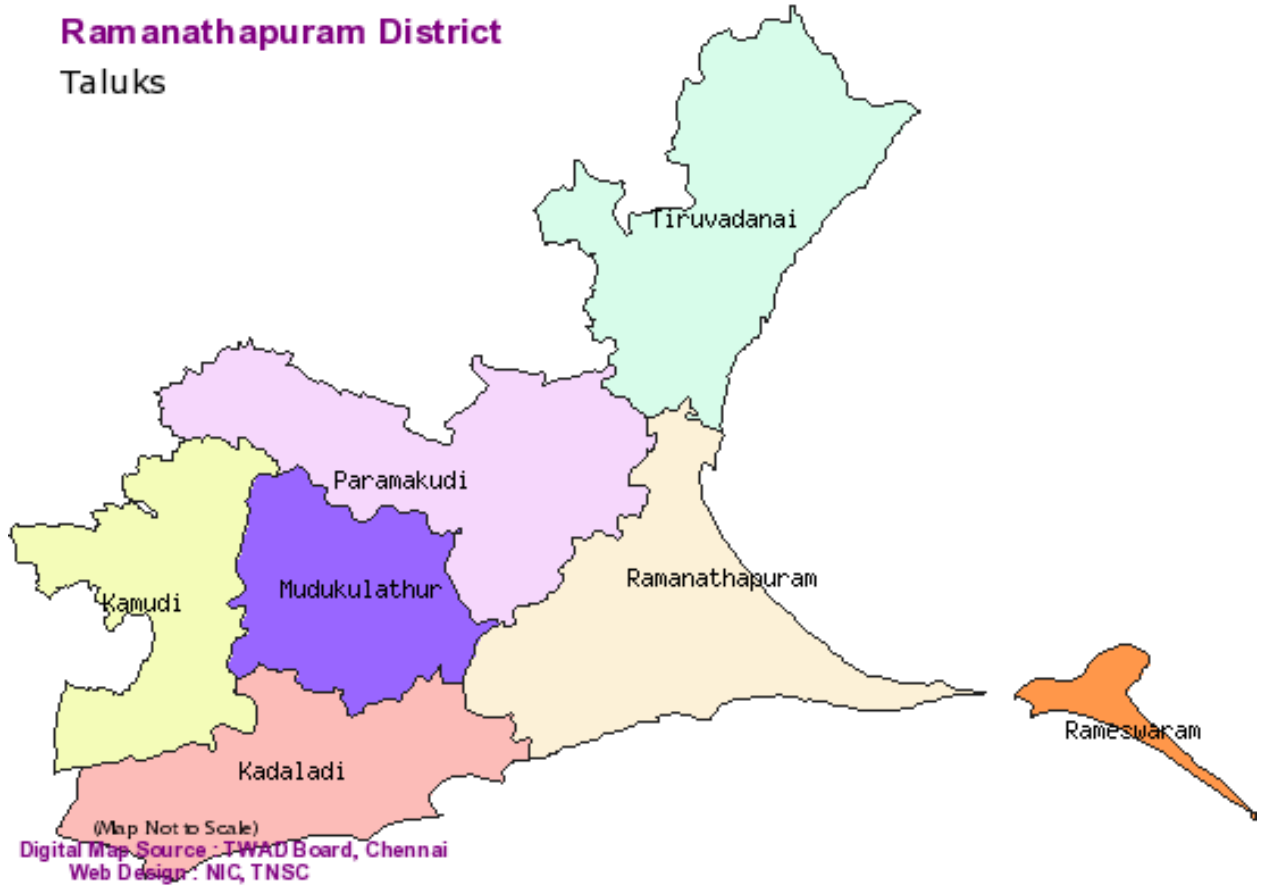 Ramanathapuram District
Taluks
Tiruvadanai
Paramakudi
Ramanathapuram
Mudukulathur
Kamudi
Rameswaram
Kadaladi
(Map Not to Scale)
Digital Map Source : TWAD Board, Chennai
Web Design : NIC, TNSC